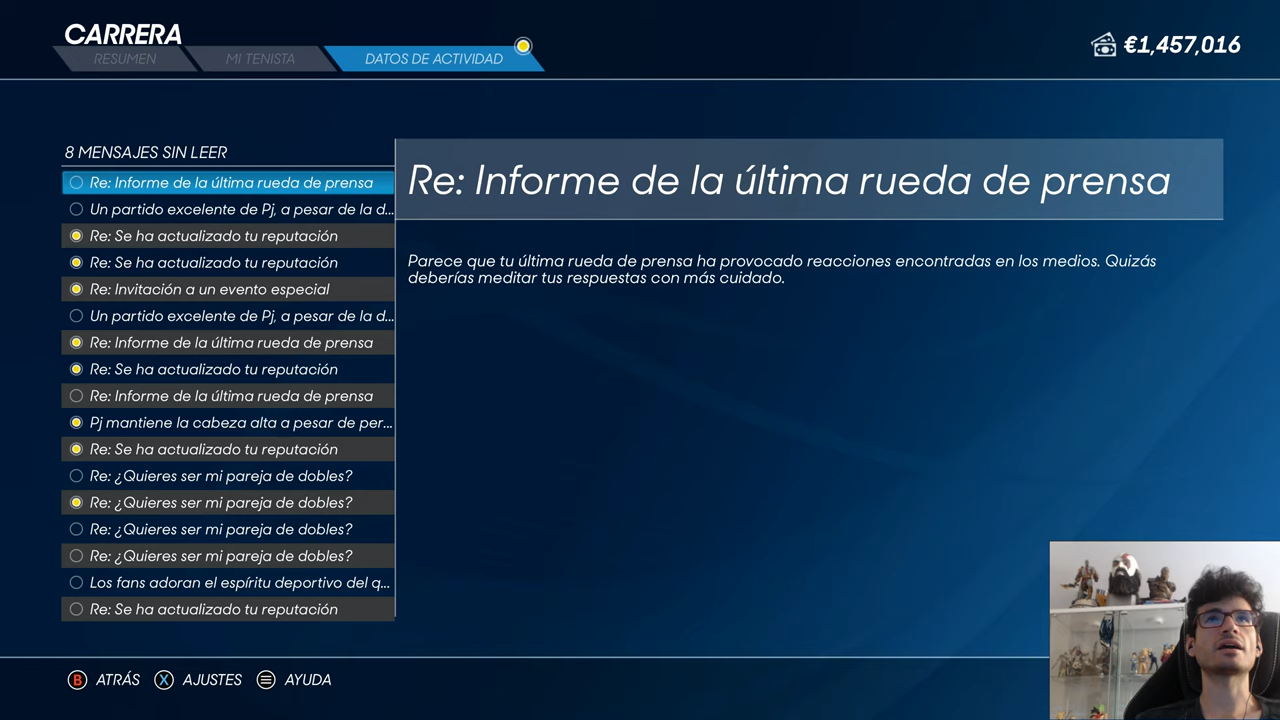 CARRERA
RESUMEN
MI TENISTA
DATOS DE ACTIVIDAD
€1,457,016
8 MENSAJES SIN LEER
Re: Informe de la última rueda de prensa
Un partido excelente de Pj, a pesar de la d...
Re: Se ha actualizado tu reputación
Re: Se ha actualizado tu reputación
Re: Invitación a un evento especial
Un partido excelente de Pj, a pesar de la d...
Re: Informe de la última rueda de prensa
Re: Se ha actualizado tu reputación
Re: Informe de la última rueda de prensa
Pj mantiene la cabeza alta a pesar de per...
Re: Se ha actualizado tu reputación
Re: ¿Quieres ser mi pareja de dobles?
Re: ¿Quieres ser mi pareja de dobles?
Re: ¿Quieres ser mi pareja de dobles?
Re: ¿Quieres ser mi pareja de dobles?
Los fans adoran el espíritu deportivo del q...
Re: Se ha actualizado tu reputación
Re: Informe de la última rueda de prensa
Parece que tu última rueda de prensa ha provocado reacciones encontradas en los medios. Quizás
deberías meditar tus respuestas con más cuidado.
B ATRÁS X AJUSTES AYUDA